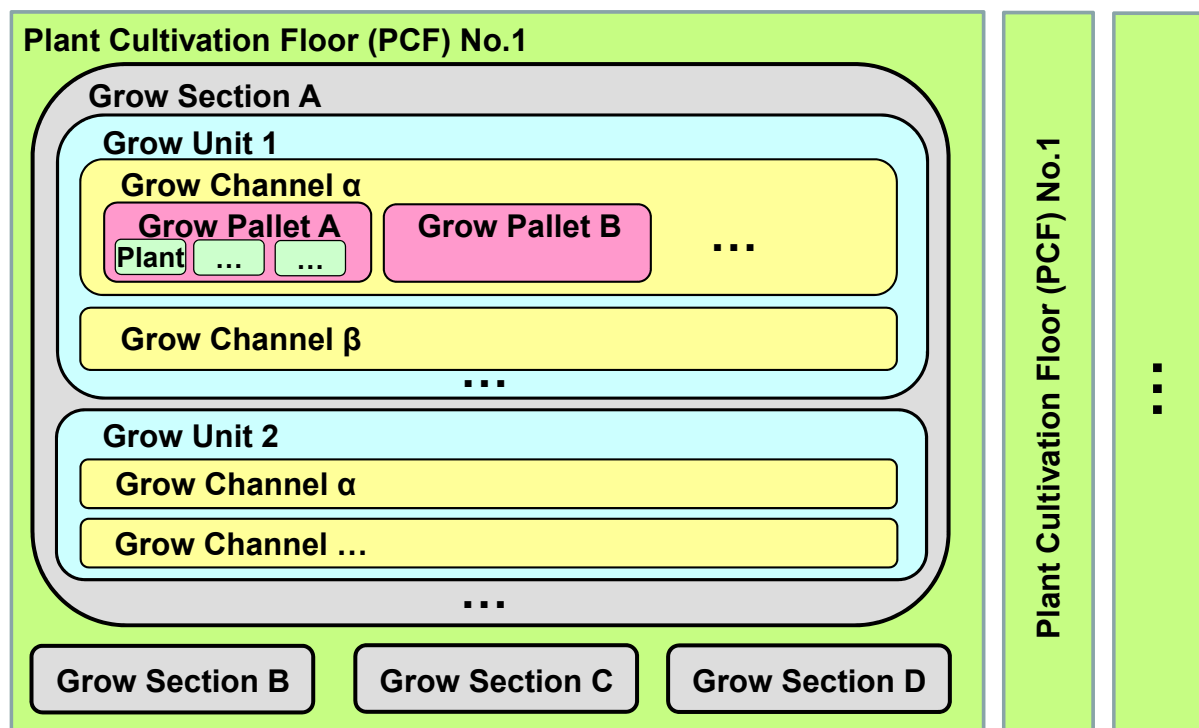 Plant Cultivation Floor (PCF) No.1
Grow Section A
Grow Unit 1
Grow Channel α
Grow Pallet A
Plant
...
...
Grow Pallet B
...
Grow Channel β
...
Grow Unit 2
Grow Channel α
Grow Channel ...
...
Grow Section B
Grow Section C
Grow Section D
Plant Cultivation Floor (PCF) No.1
...